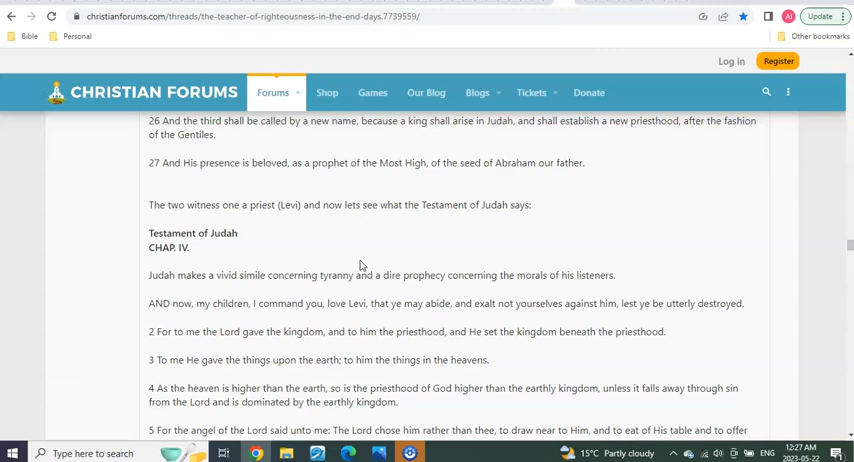 christianforums.com/threads/the-teacher-of-righteousness-in-the-end-days.7739559/
AI
Update
Bible
Personal
Other bookmarks
Log in
Register
CHRISTIAN FORUMS
Forums
Shop
Games
Our Blog
Blogs
Tickets
Donate
26 And the third shall be called by a new name, because a king shall arise in Judah, and shall establish a new priesthood, after the fashion
of the Gentiles.
27 And His presence is beloved, as a prophet of the Most High, of the seed of Abraham our father.
The two witness one a priest (Levi) and now lets see what the Testament of Judah says:
Testament of Judah
CHAP. IV.
Judah makes a vivid simile concerning tyranny and a dire prophecy concerning the morals of his listeners.
AND now, my children, I command you, love Levi, that ye may abide, and exalt not yourselves against him, lest ye be utterly destroyed.
2 For to me the Lord gave the kingdom, and to him the priesthood, and He set the kingdom beneath the priesthood.
3 To me He gave the things upon the earth; to him the things in the heavens.
4 As the heaven is higher than the earth, so is the priesthood of God higher than the earthly kingdom, unless it falls away through sin
from the Lord and is dominated by the earthly kingdom.
5 For the angel of the Lord said unto me: The Lord chose him rather than thee, to draw near to Him, and to eat of His table and to offer
Type here to search
15°C Partly cloudy
ENG
12:27 AM
2023-05-22